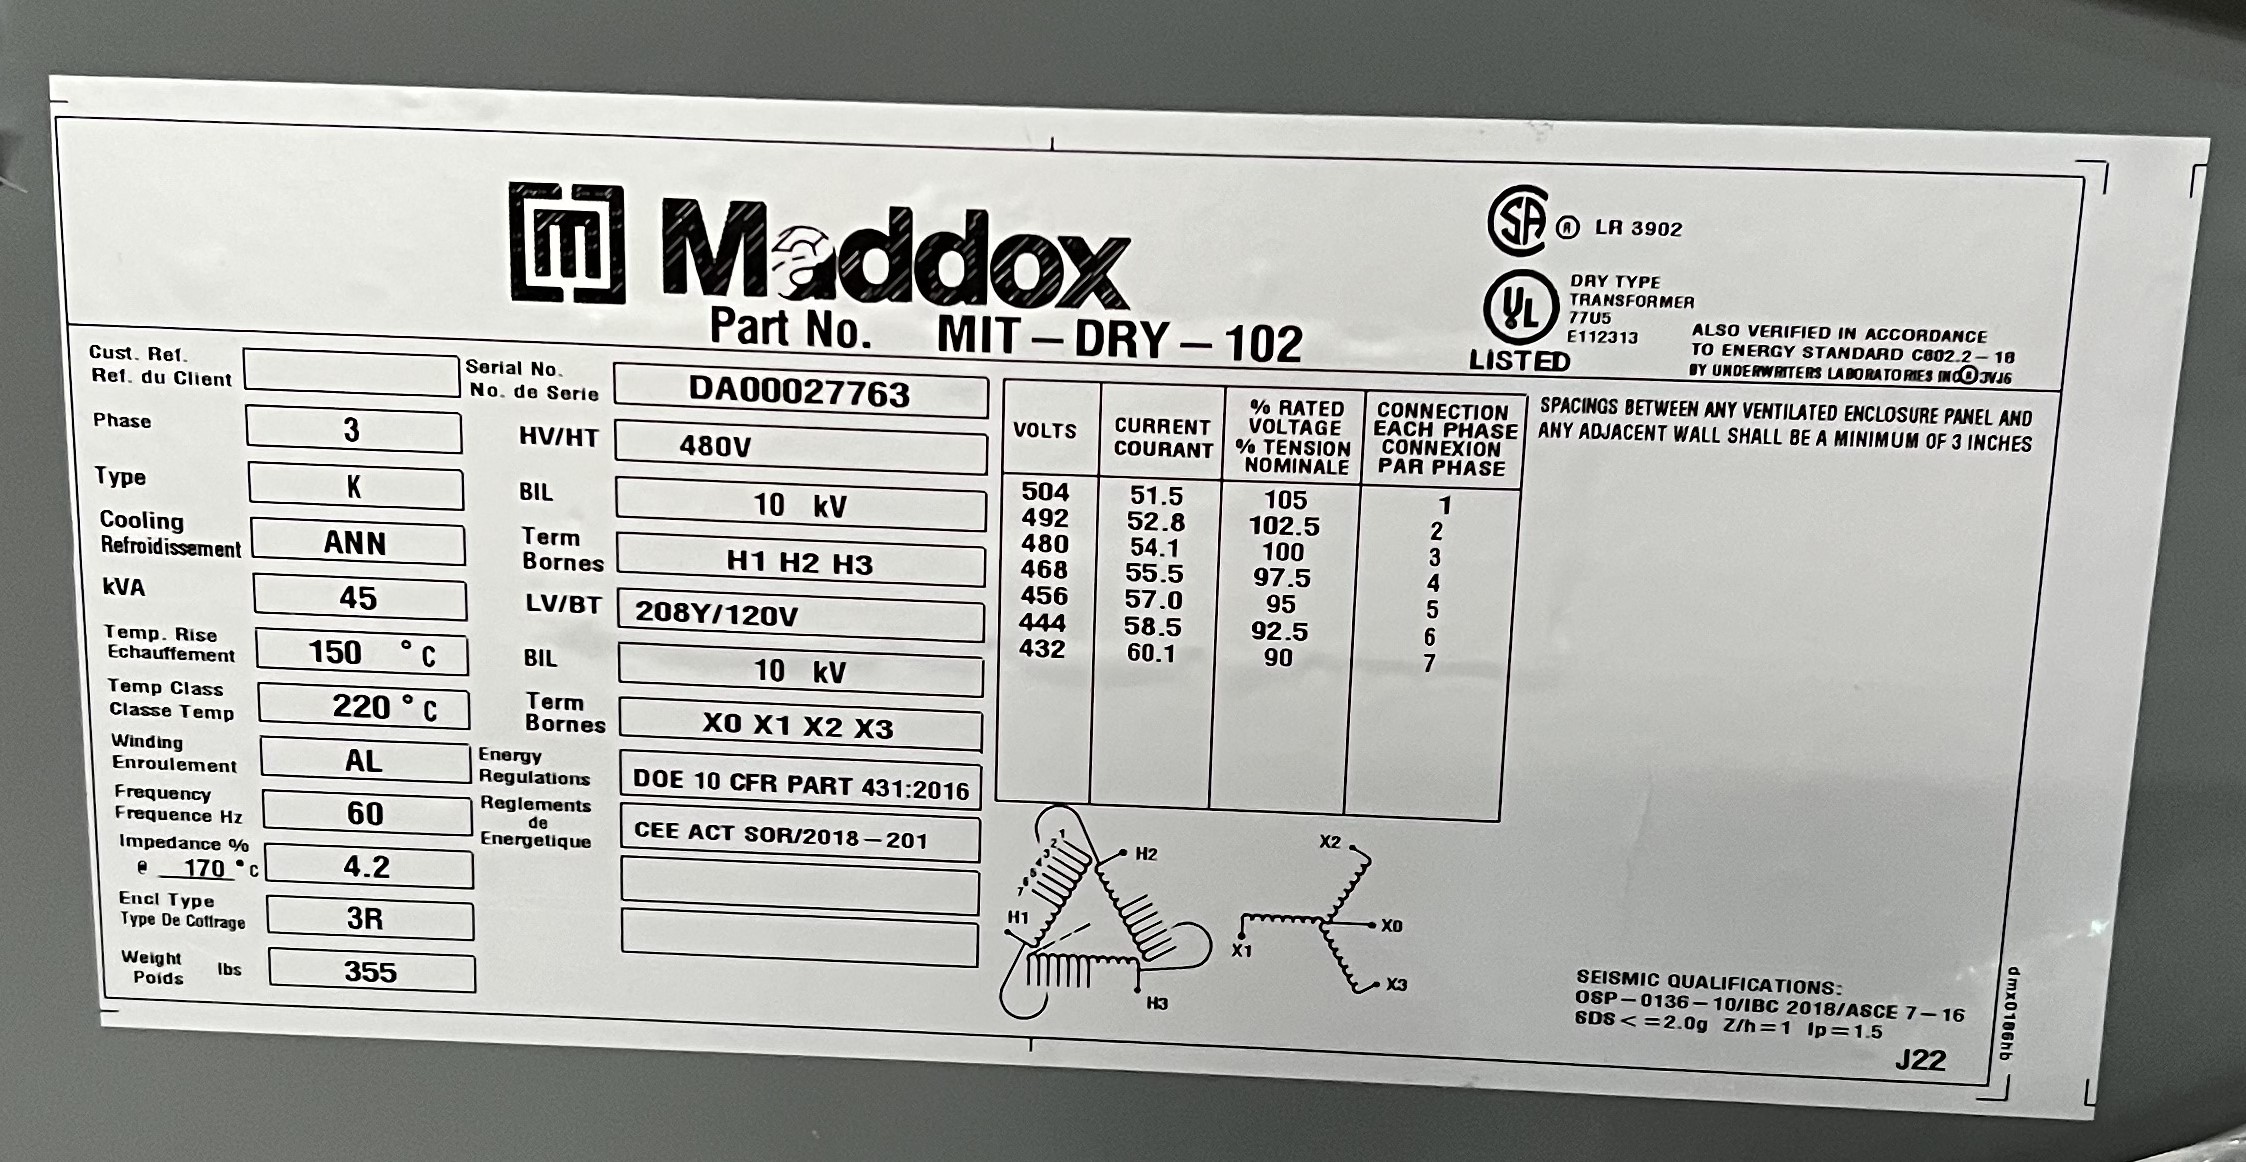 Maddox
Part No. MIT-DRY-102
SA ® LR 3902
UL
LISTED
DRY TYPE
TRANSFORMER
77U5
E112313
ALSO VERIFIED IN ACCORDANCE
TO ENERGY STANDARD C802.2-18
BY UNDERWRITERS LABORATORIES INC ® JVJ6
Cust. Ref.
Ref. du Client
Phase 3
Type K
Cooling
Refroidissement ANN
kVA 45
Temp. Rise
Echauffement 150 °C
Temp Class
Classe Temp 220 °C
Winding
Enroulement AL
Frequency
Frequence Hz 60
Impedance %
@ 170 °C 4.2
Encl Type
Type De Coffrage 3R
Weight
Poids lbs 355
Serial No.
No. de Serie DA00027763
HV/HT 480V
BIL 10 kV
Term
Bornes H1 H2 H3
LV/BT 208Y/120V
BIL 10 kV
Term
Bornes X0 X1 X2 X3
Energy
Regulations DOE 10 CFR PART 431:2016
Reglements
de
Energetique CEE ACT SOR/2018-201
VOLTS
CURRENT
COURANT
% RATED
VOLTAGE
% TENSION
NOMINALE
CONNECTION
EACH PHASE
CONNEXION
PAR PHASE
504 51.5 105 1
492 52.8 102.5 2
480 54.1 100 3
468 55.5 97.5 4
456 57.0 95 5
444 58.5 92.5 6
432 60.1 90 7
SPACINGS BETWEEN ANY VENTILATED ENCLOSURE PANEL AND
ANY ADJACENT WALL SHALL BE A MINIMUM OF 3 INCHES
1
2
3
4
5
6
7
H2
H1
H3
X2
X0
X1
X3
SEISMIC QUALIFICATIONS:
OSP-0136-10/IBC 2018/ASCE 7-16
SDS <=2.0g Z/h=1 Ip=1.5
J22
dmx0186hb